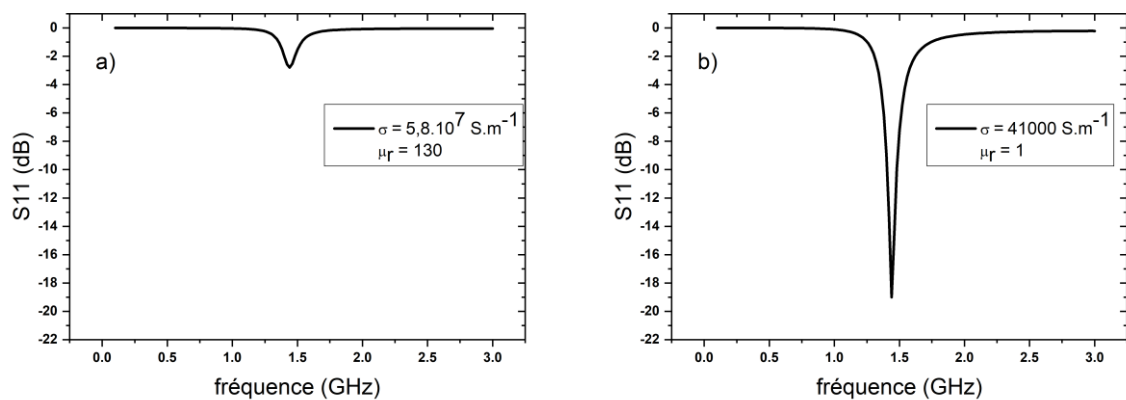 a)
σ = 5,8.10⁷ S.m⁻¹
μr = 130
S11 (dB)
0
-2
-4
-6
-8
-10
-12
-14
-16
-18
-20
-22
0.0 0.5 1.0 1.5 2.0 2.5 3.0
fréquence (GHz)
b)
σ = 41000 S.m⁻¹
μr = 1
S11 (dB)
0
-2
-4
-6
-8
-10
-12
-14
-16
-18
-20
-22
0.0 0.5 1.0 1.5 2.0 2.5 3.0
fréquence (GHz)